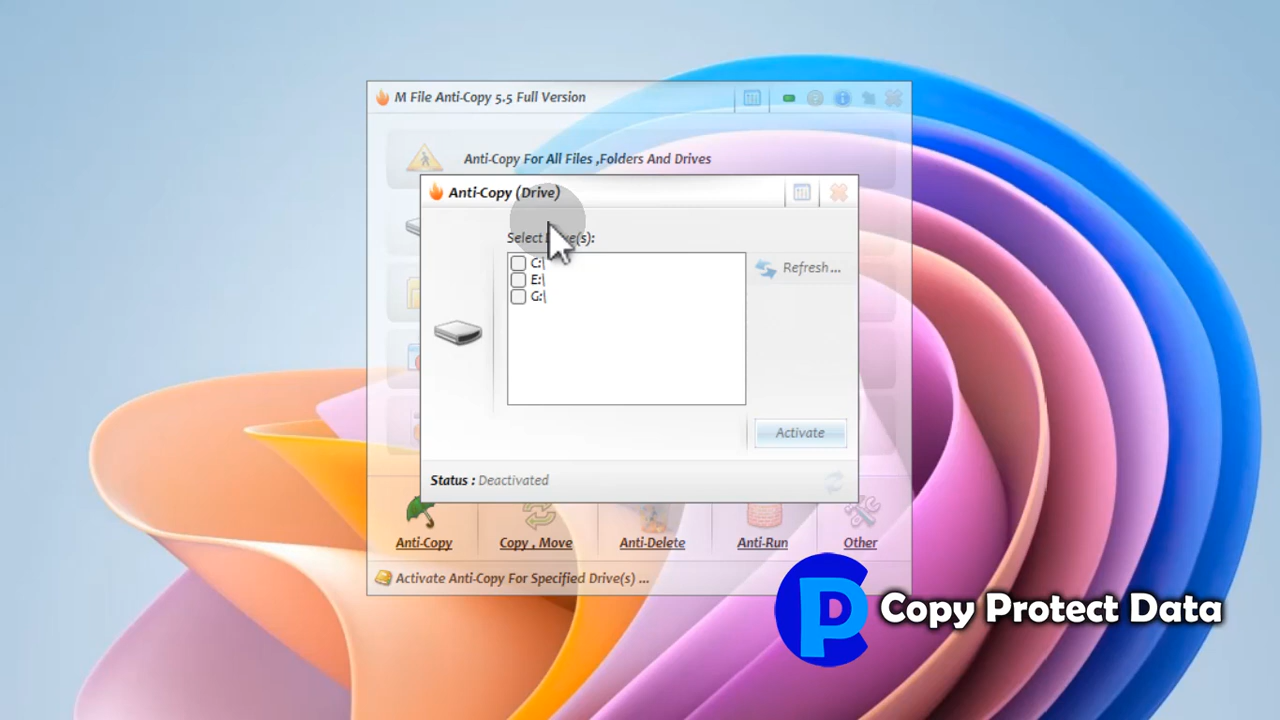 M File Anti-Copy 5.5 Full Version
Anti-Copy For All Files ,Folders And Drives
Anti-Copy (Drive)
Select Drive(s):
C:\
E:\
G:\
Refresh...
Activate
Status : Deactivated
Anti-Copy
Copy , Move
Anti-Delete
Anti-Run
Other
Activate Anti-Copy For Specified Drive(s) ...
Copy Protect Data